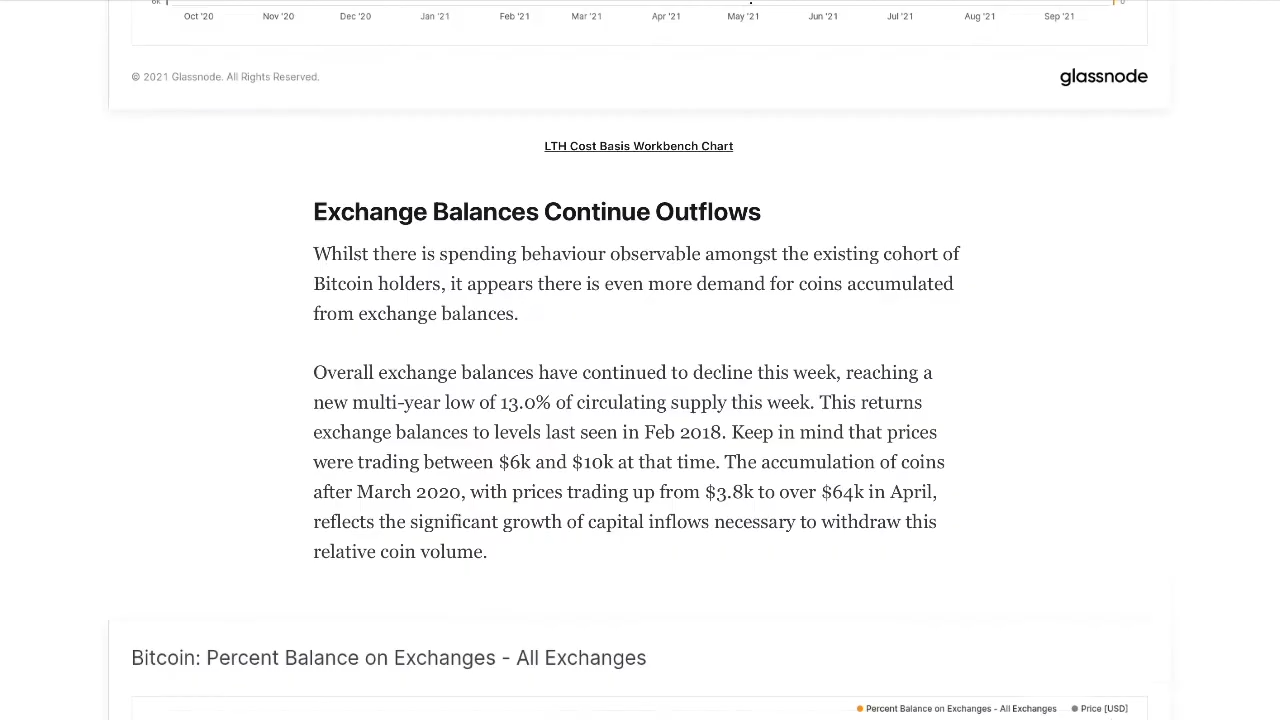 6k
0
Oct '20 Nov '20 Dec '20 Jan '21 Feb '21 Mar '21 Apr '21 May '21 Jun '21 Jul '21 Aug '21 Sep '21
© 2021 Glassnode. All Rights Reserved.
glassnode
LTH Cost Basis Workbench Chart
Exchange Balances Continue Outflows
Whilst there is spending behaviour observable amongst the existing cohort of
Bitcoin holders, it appears there is even more demand for coins accumulated
from exchange balances.
Overall exchange balances have continued to decline this week, reaching a
new multi-year low of 13.0% of circulating supply this week. This returns
exchange balances to levels last seen in Feb 2018. Keep in mind that prices
were trading between $6k and $10k at that time. The accumulation of coins
after March 2020, with prices trading up from $3.8k to over $64k in April,
reflects the significant growth of capital inflows necessary to withdraw this
relative coin volume.
Bitcoin: Percent Balance on Exchanges - All Exchanges
Percent Balance on Exchanges - All Exchanges Price [USD]